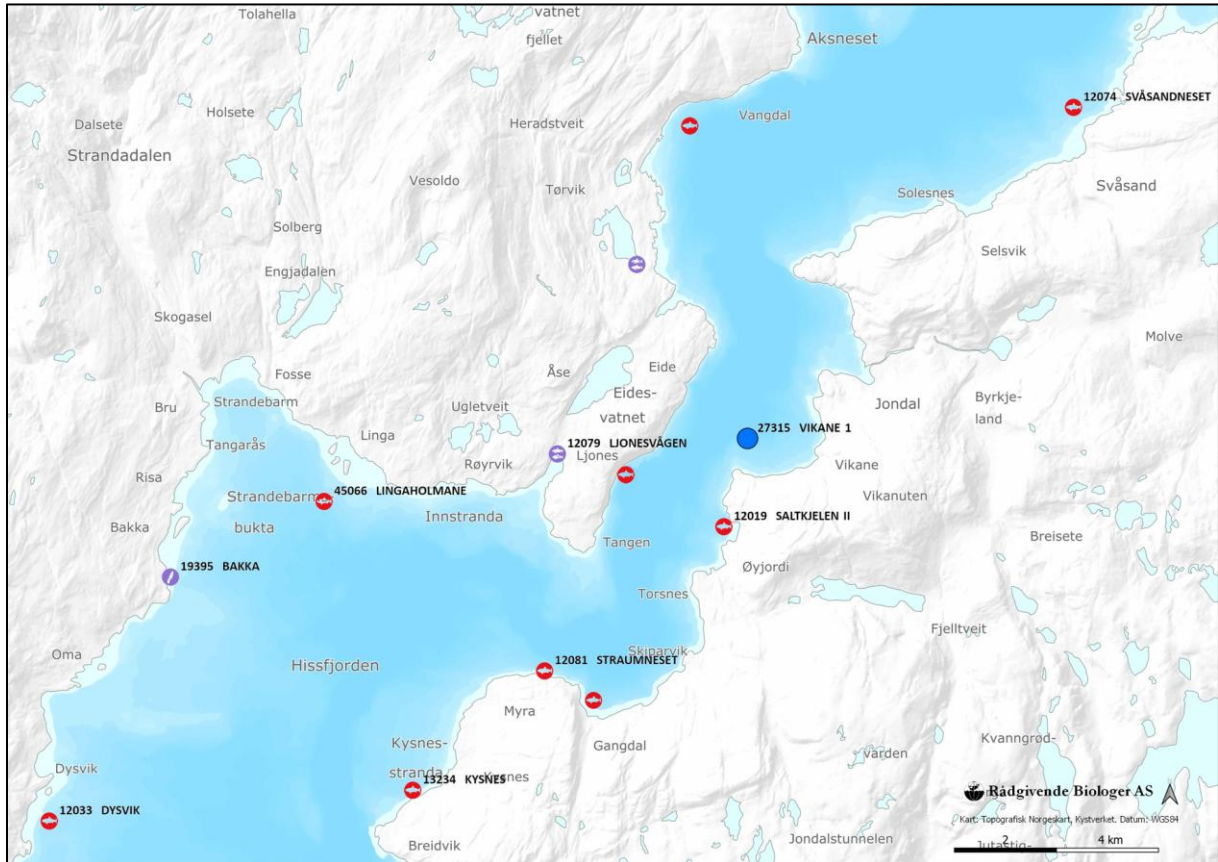 Tolahella
vatnet
fjellet
Aksneset
12074 SVÅSANDNESET
Vangdal
Holsete
Heradstveit
Dalsete
Strandadalen
Vesoldo
Tørvik
Svåsand
Solesnes
Solberg
Selsvik
Engjadalen
Skogasel
Molve
Åse
Eide
Fosse
Eides-
vatnet
Strandebarm
Ugletveit
Jondal
Byrkje-
land
Bru
27315 VIKANE 1
Tangarås
Linga
12079 LJONESVÅGEN
Ljones
Røyrvik
Vikane
Risa
45066 LINGAHOLMANE
Strandebarm
bukta
Innstranda
Vikanuten
Bakka
12019 SALTKJELEN II
Breisete
Tangen
Øyjordi
19395 BAKKA
Torsnes
Fjelltveit
Oma
Hissfjorden
Skiparvik
12081 STRAUMNESET
Myra
Gangdal
Kysnes-
stranda
Kvanngrød-
varden
Dysvik
13234 KYSNES
Kysnes
12033 DYSVIK
Rådgivende Biologer AS
Kart: Topografisk Norgeskart, Kystverket. Datum: WGS84
Breidvik
Jondalstunnelen
2 4 km
Jutastig-